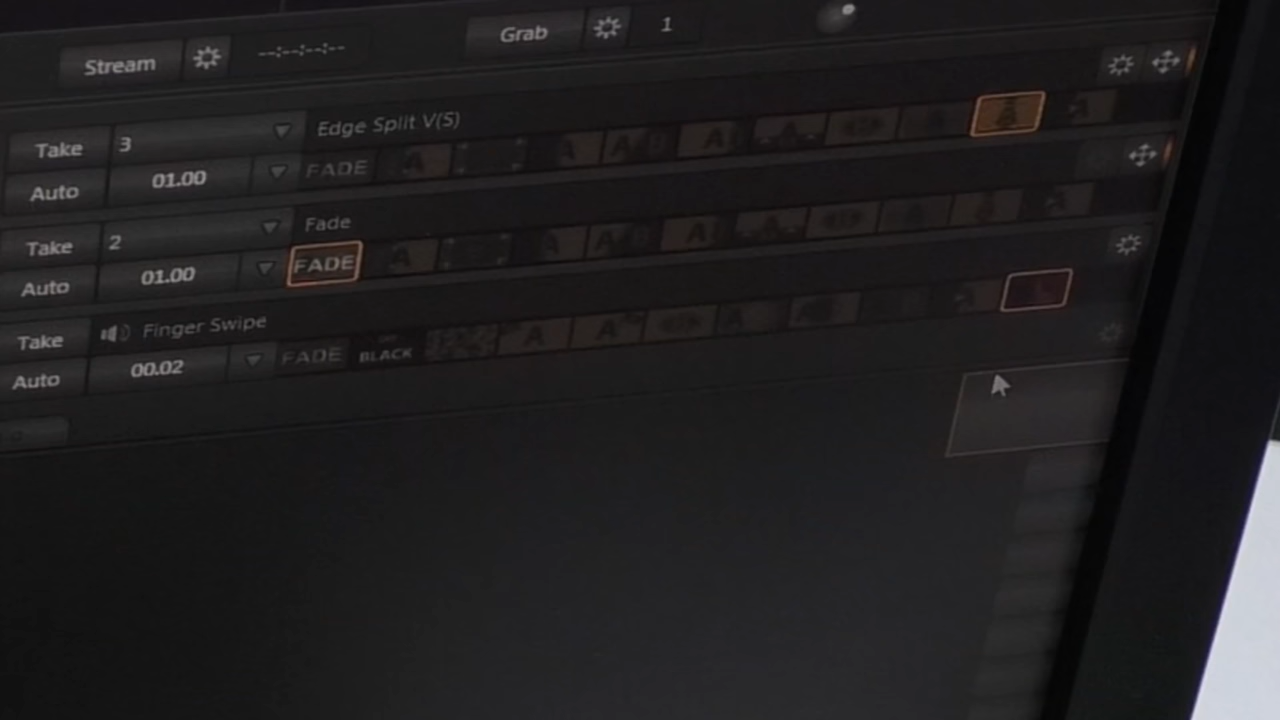 Stream --:--:--:-- Grab 1
Take 3 Edge Split V(S)
Auto 01.00 FADE A A A A A A
Take 2 Fade
Auto 01.00 FADE A A A A
Take Finger Swipe
Auto 00.02 FADE BLACK A A A